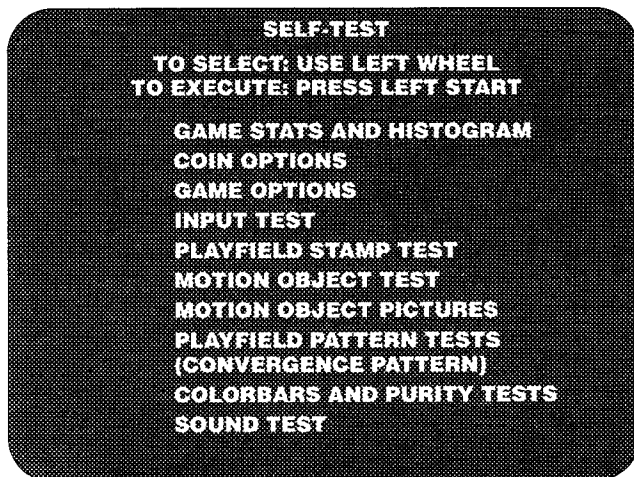 SELF-TEST
TO SELECT: USE LEFT WHEEL
TO EXECUTE: PRESS LEFT START
GAME STATS AND HISTOGRAM
COIN OPTIONS
GAME OPTIONS
INPUT TEST
PLAYFIELD STAMP TEST
MOTION OBJECT TEST
MOTION OBJECT PICTURES
PLAYFIELD PATTERN TESTS
(CONVERGENCE PATTERN)
COLORBARS AND PURITY TESTS
SOUND TEST